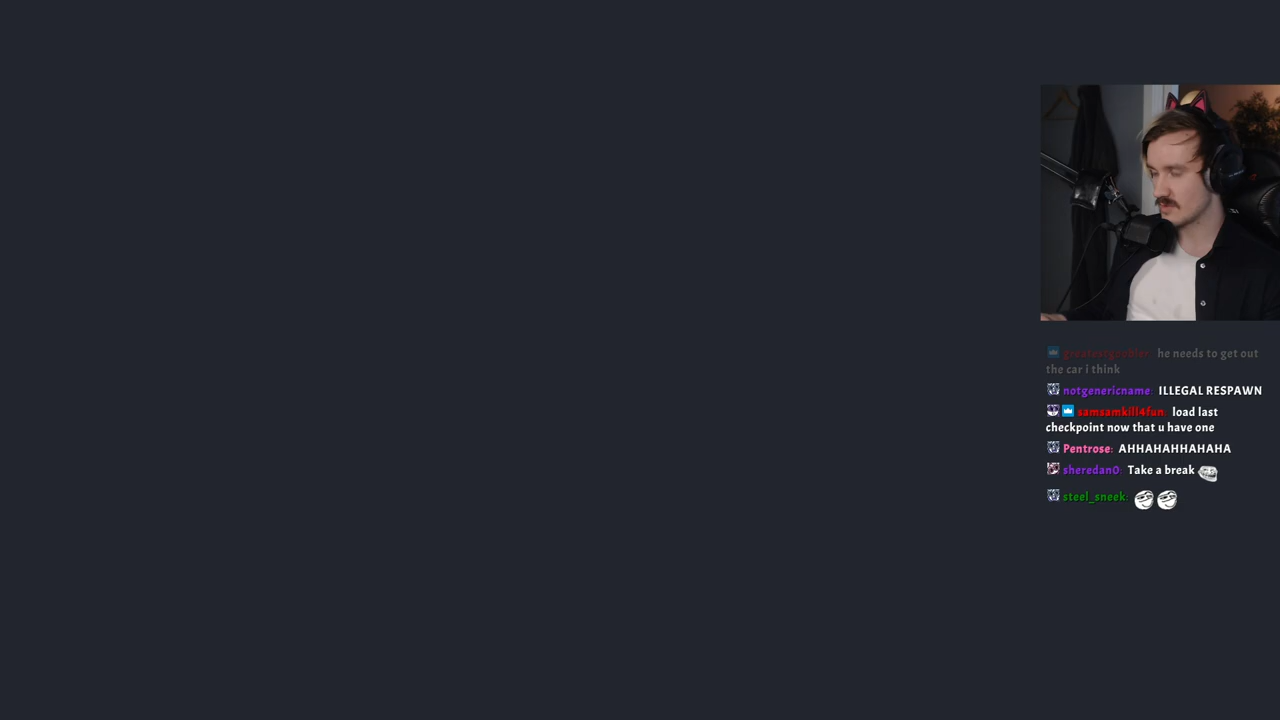 he needs to get out
the car i think
notgenericname: ILLEGAL RESPAWN
samsamkill4fun: load last
checkpoint now that u have one
Pentrose: AHHAHAHHAHAHA
sheredan0: Take a break
steel_sneek: